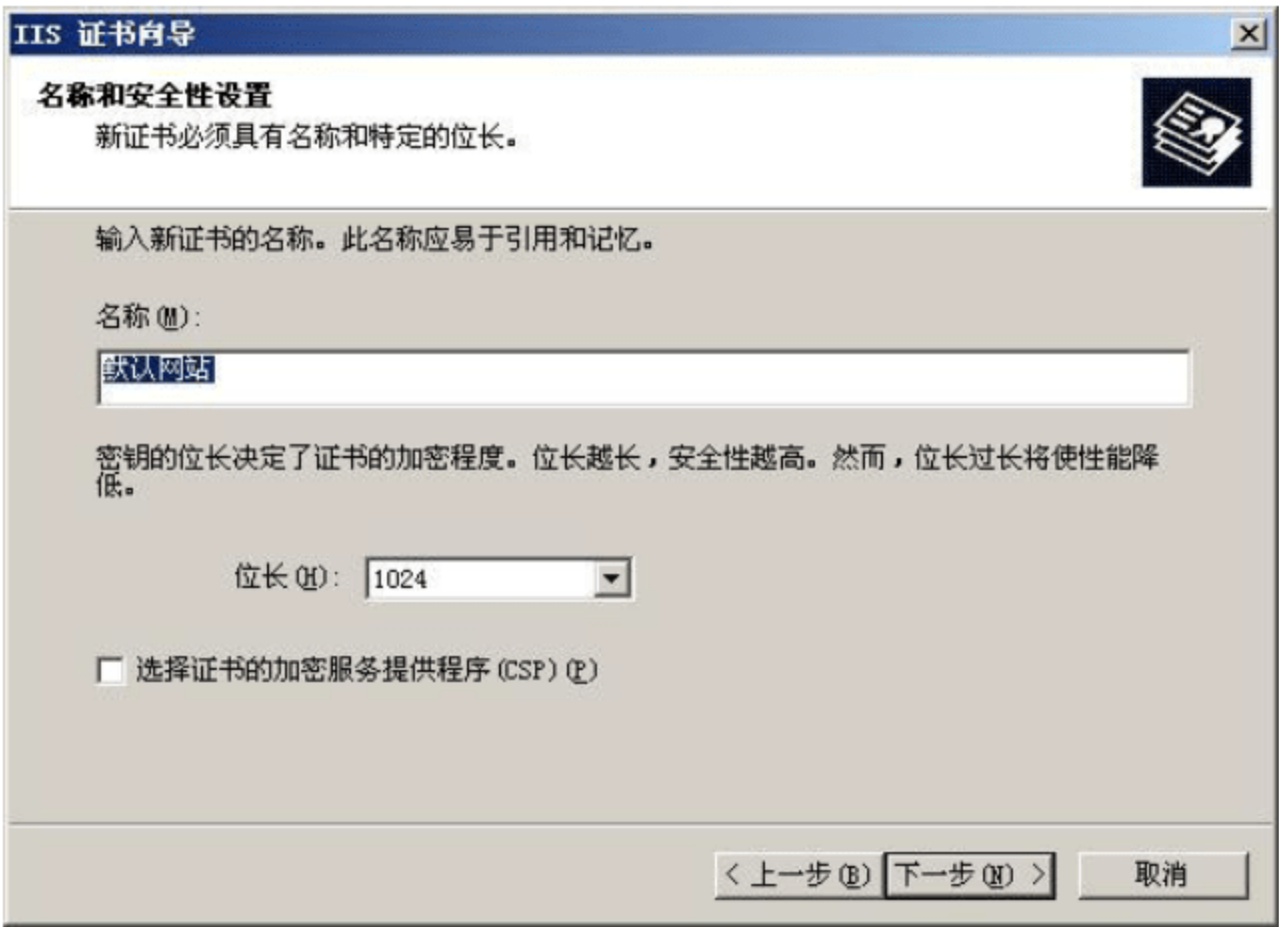 IIS 证书向导
名称和安全性设置
新证书必须具有名称和特定的位长。
输入新证书的名称。此名称应易于引用和记忆。
名称(M):
默认网站
密钥的位长决定了证书的加密程度。位长越长，安全性越高。然而，位长过长将使性能降
低。
位长(H): 1024
选择证书的加密服务提供程序(CSP)(P)
< 上一步(B) 下一步(N) > 取消